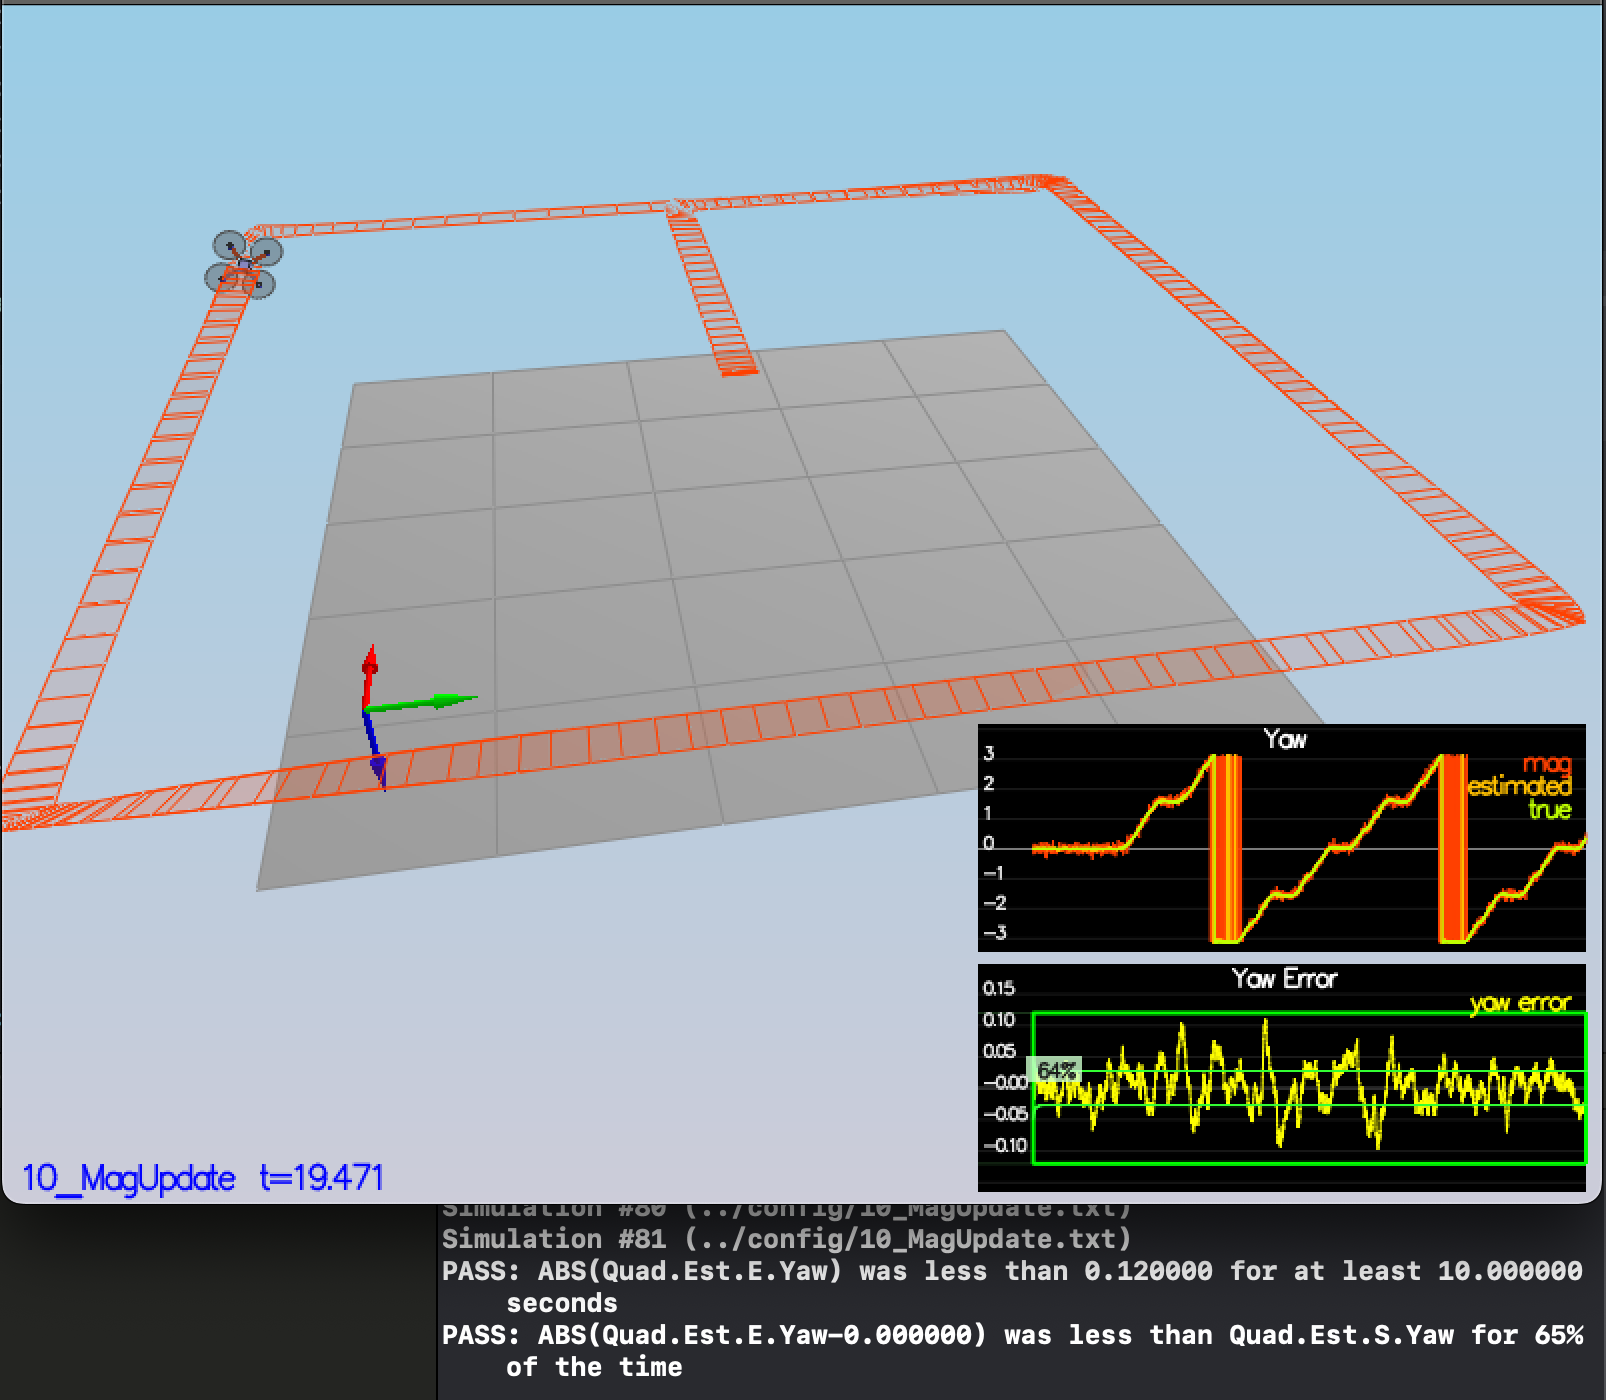 Yaw
3
2
1
0
-1
-2
-3
mag
estimated
true
Yaw Error
0.15
0.10
0.05
-0.00
-0.05
-0.10
yaw error
64%
10_MagUpdate t=19.471
Simulation #80 (../config/10_MagUpdate.txt)
Simulation #81 (../config/10_MagUpdate.txt)
PASS: ABS(Quad.Est.E.Yaw) was less than 0.120000 for at least 10.000000
seconds
PASS: ABS(Quad.Est.E.Yaw-0.000000) was less than Quad.Est.S.Yaw for 65%
of the time